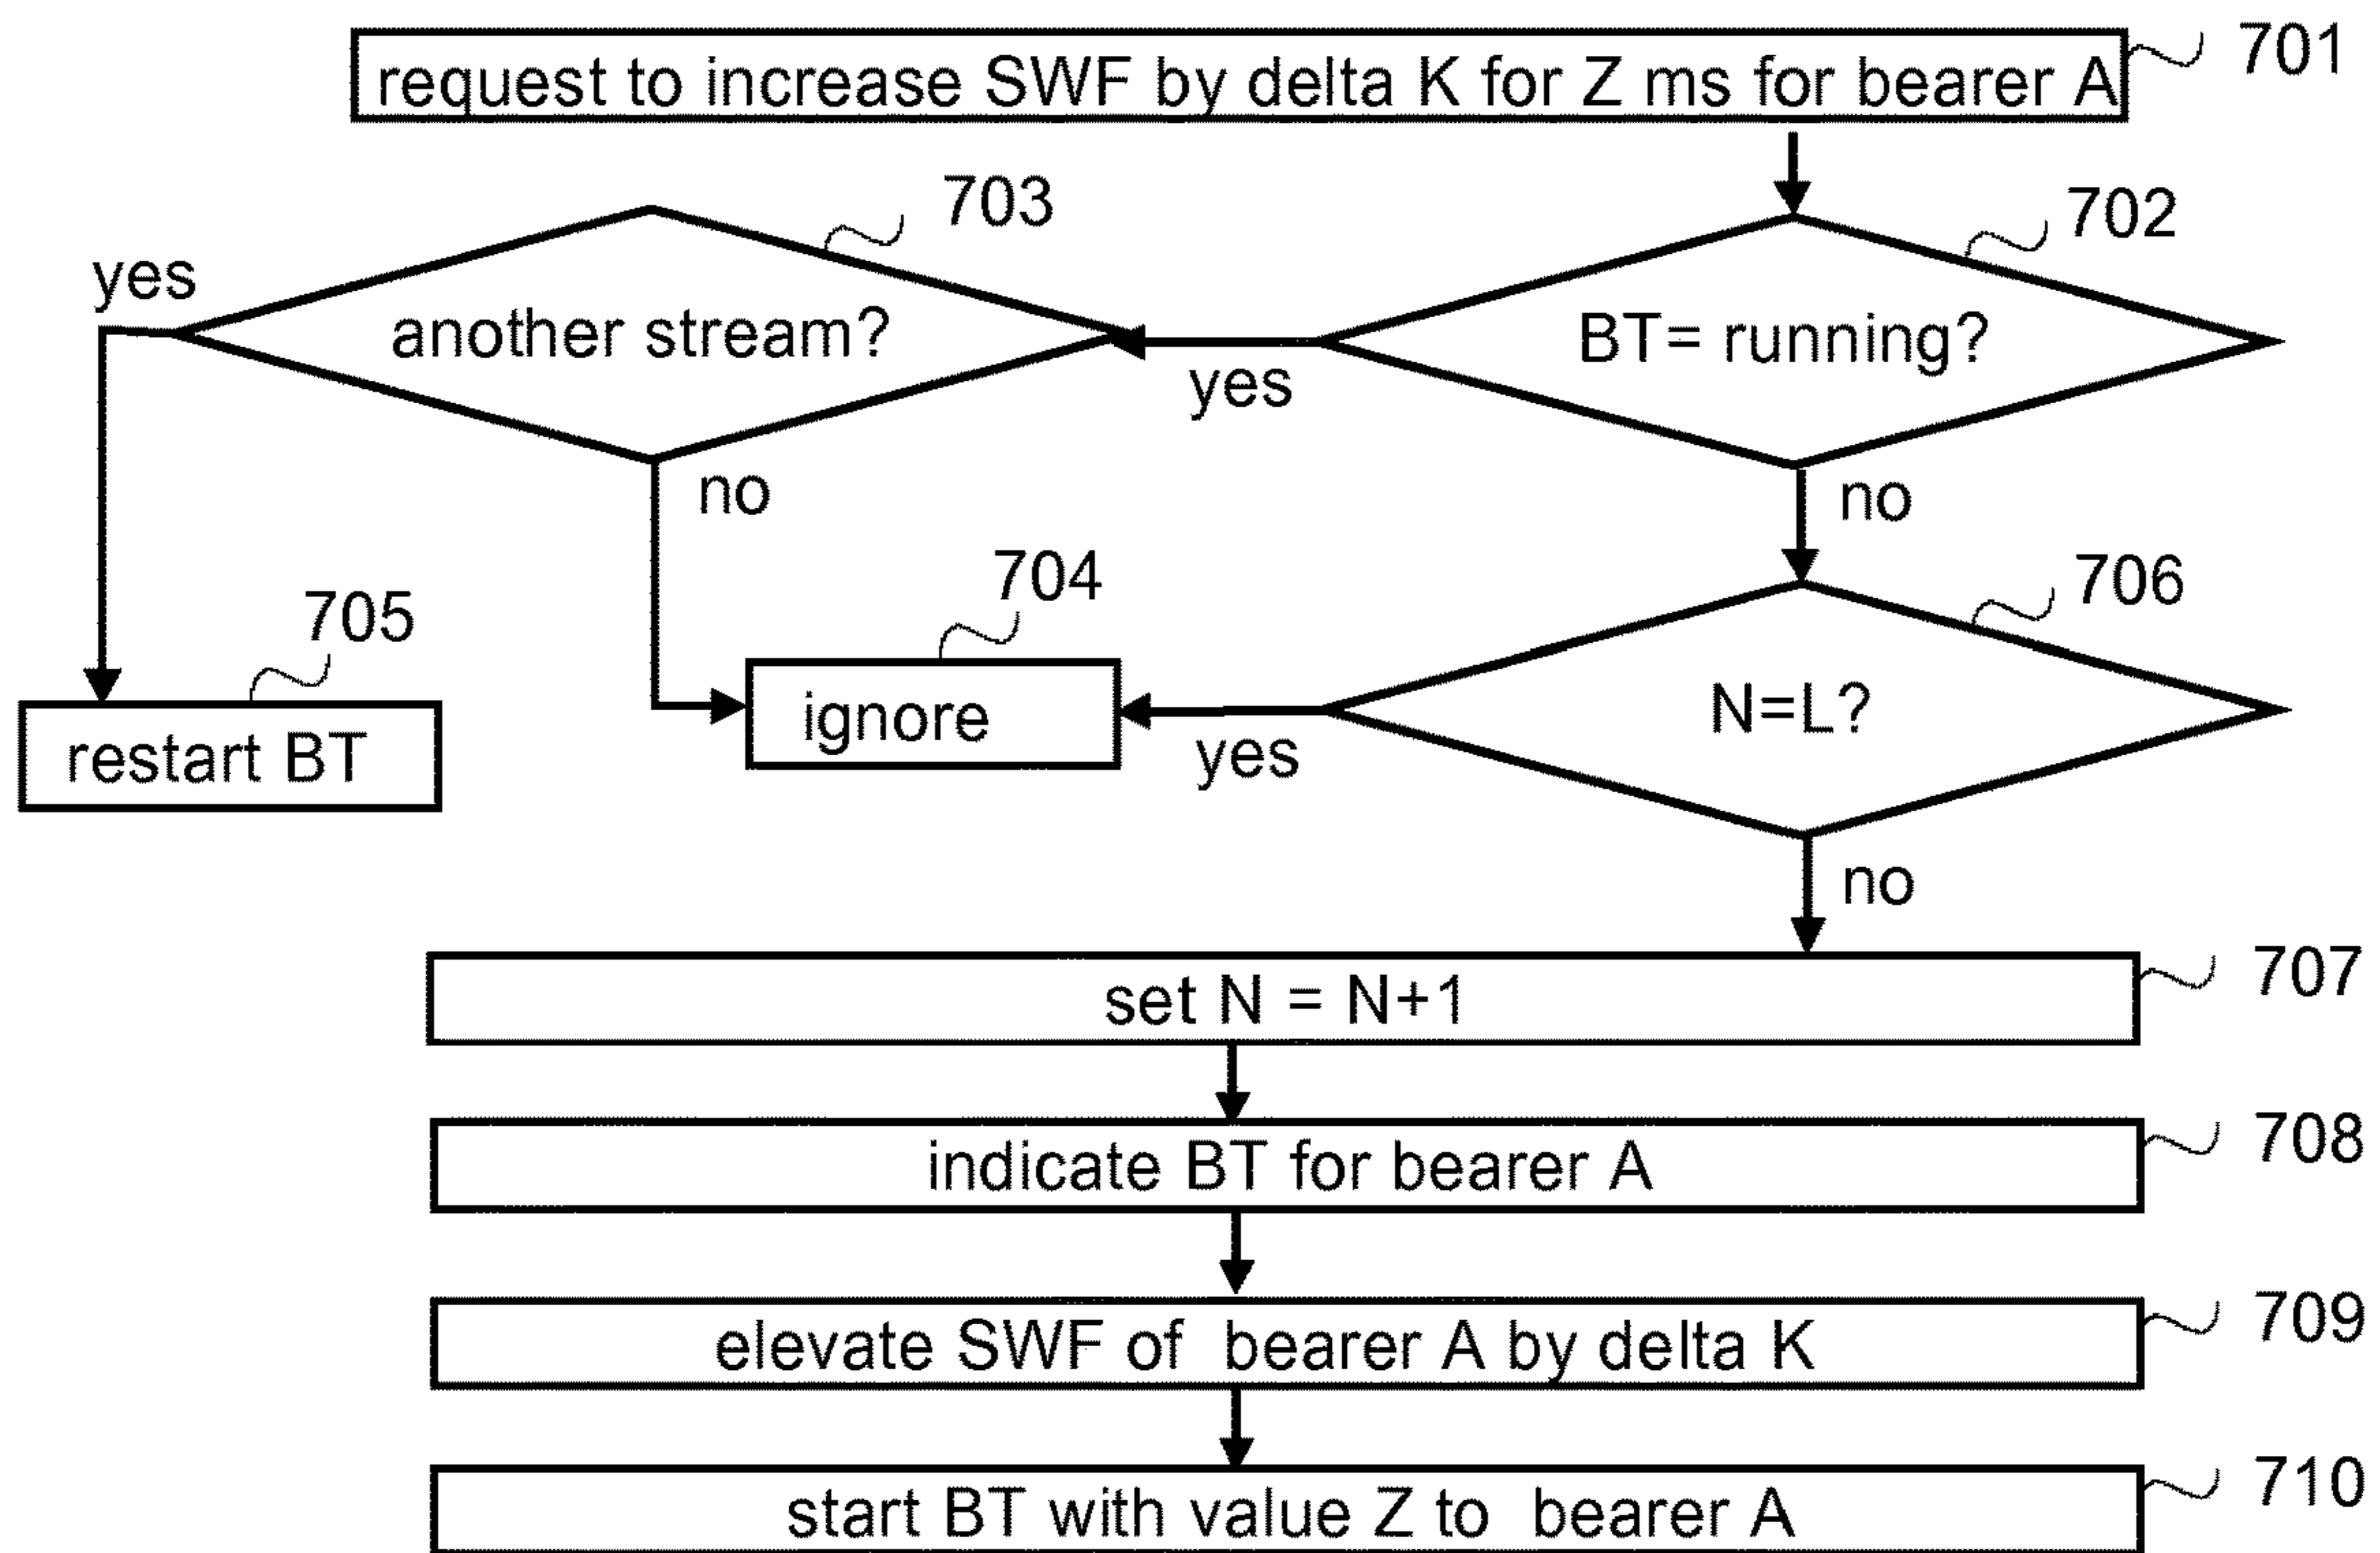 request to increase SWF by delta K for Z ms for bearer A
701
703
702
yes
another stream?
BT= running?
yes
no
no
704
706
705
ignore
N=L?
restart BT
yes
no
set N = N+1
707
indicate BT for bearer A
708
elevate SWF of bearer A by delta K
709
start BT with value Z to bearer A
710